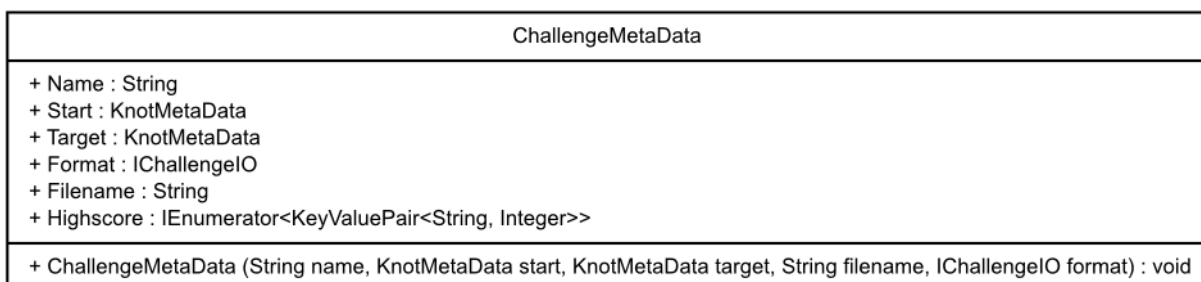 ChallengeMetaData
+ Name : String
+ Start : KnotMetaData
+ Target : KnotMetaData
+ Format : IChallengeIO
+ Filename : String
+ Highscore : IEnumerator<KeyValuePair<String, Integer>>
+ ChallengeMetaData (String name, KnotMetaData start, KnotMetaData target, String filename, IChallengeIO format) : void